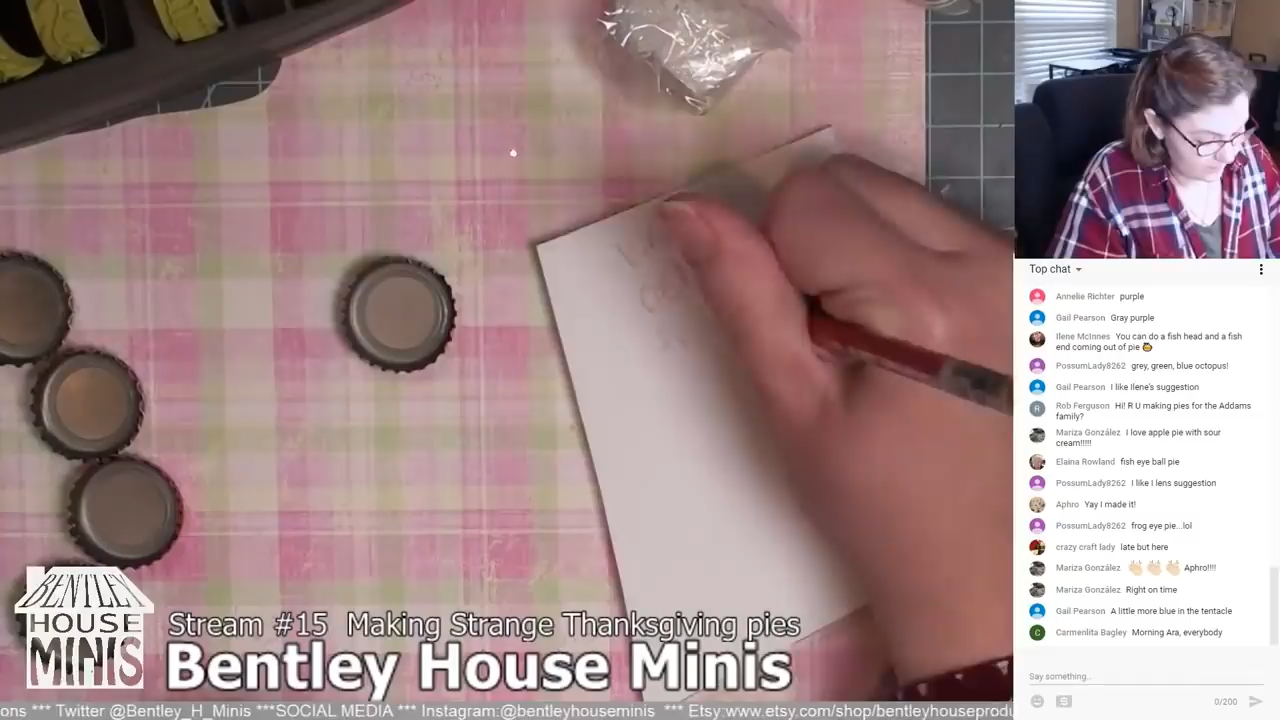 Top chat
Annelie Richter purple
Gail Pearson Gray purple
Ilene McInnes You can do a fish head and a fish
end coming out of pie
PossumLady8262 grey, green, blue octopus!
Gail Pearson I like Ilene's suggestion
R Rob Ferguson Hi! R U making pies for the Addams
family?
Mariza González I love apple pie with sour
cream!!!!!
Elaina Rowland fish eye ball pie
PossumLady8262 I like I lens suggestion
Aphro Yay I made it!
PossumLady8262 frog eye pie...lol
crazy craft lady late but here
Mariza González Aphro!!!!
Mariza González Right on time
Gail Pearson A little more blue in the tentacle
C Carmenlita Bagley Morning Ara, everybody
Say something...
0/200
BENTLEY
HOUSE
MINIS
Stream #15 Making Strange Thanksgiving pies
Bentley House Minis
ons *** Twitter @Bentley_H_Minis ***SOCIAL MEDIA *** Instagram:@bentleyhouseminis *** Etsy:www.etsy.com/shop/bentleyhouseprodu